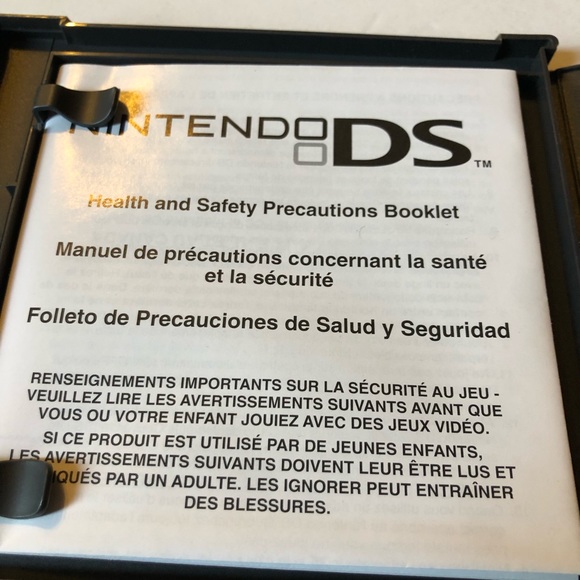 NINTENDO DS™
Health and Safety Precautions Booklet
Manuel de précautions concernant la santé
et la sécurité
Folleto de Precauciones de Salud y Seguridad
RENSEIGNEMENTS IMPORTANTS SUR LA SÉCURITÉ AU JEU -
VEUILLEZ LIRE LES AVERTISSEMENTS SUIVANTS AVANT QUE
VOUS OU VOTRE ENFANT JOUIEZ AVEC DES JEUX VIDÉO.
SI CE PRODUIT EST UTILISÉ PAR DE JEUNES ENFANTS,
LES AVERTISSEMENTS SUIVANTS DOIVENT LEUR ÊTRE LUS ET
IQUÉS PAR UN ADULTE. LES IGNORER PEUT ENTRAÎNER
DES BLESSURES.